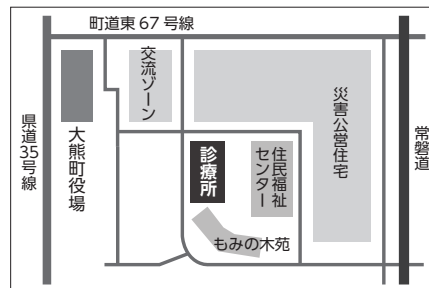 町道東67号線
県道35号線
大熊町役場
交流ゾーン
診療所
住民福祉
センター
もみの木苑
災害公営住宅
常磐道